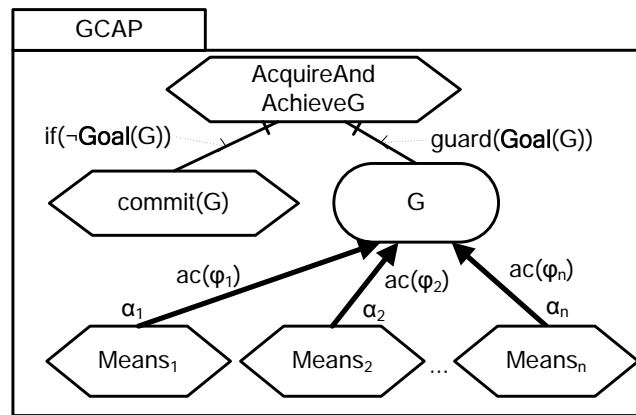 GCAP
AcquireAnd
AchieveG
if(¬Goal(G))
guard(Goal(G))
commit(G)
G
ac(φ₁)
ac(φ₂)
ac(φₙ)
α₁
α₂
αₙ
Means₁
Means₂
...
Meansₙ